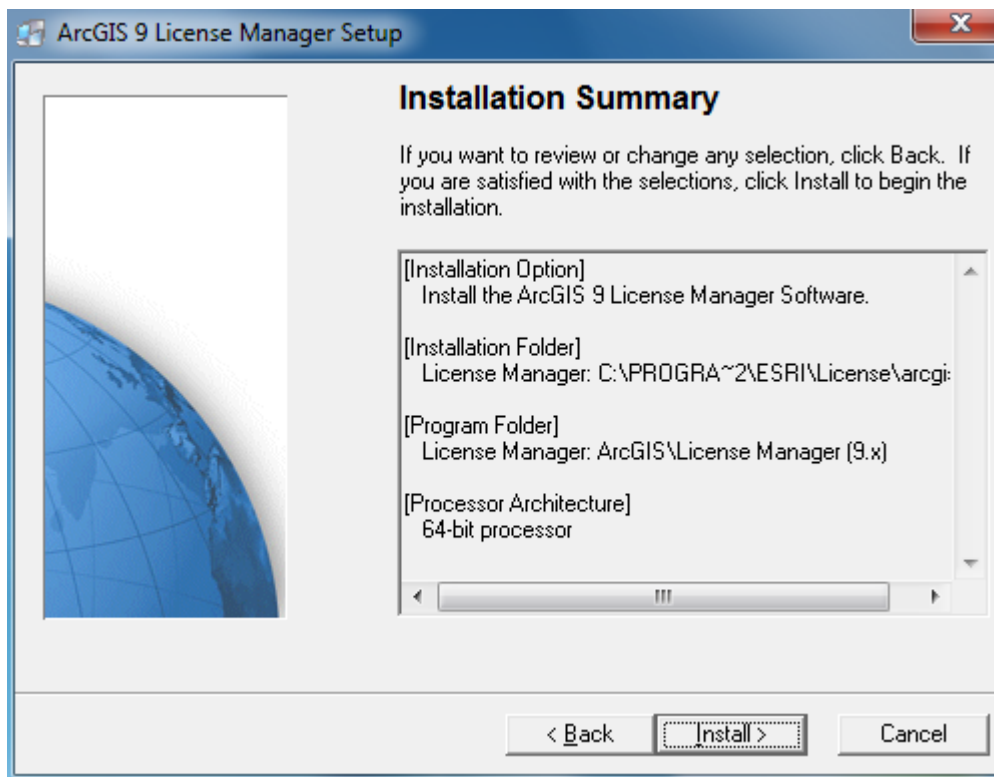 ArcGIS 9 License Manager Setup
Installation Summary
If you want to review or change any selection, click Back. If
you are satisfied with the selections, click Install to begin the
installation.
[Installation Option]
Install the ArcGIS 9 License Manager Software.
[Installation Folder]
License Manager: C:\PROGRA~2\ESRI\License\arcgi
[Program Folder]
License Manager: ArcGIS\License Manager (9.x)
[Processor Architecture]
64-bit processor
< Back Install > Cancel